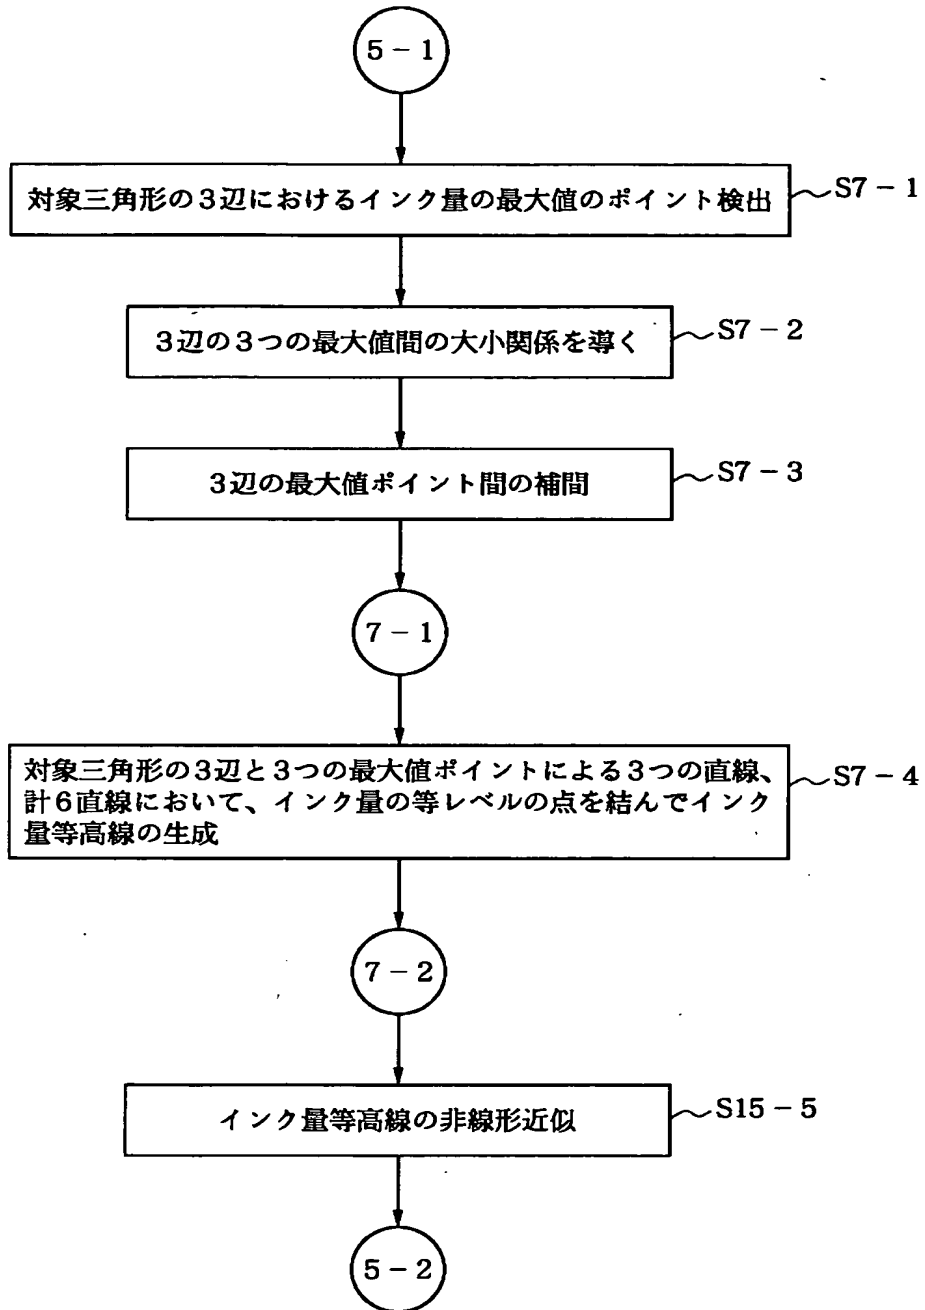 5-1
対象三角形の3辺におけるインク量の最大値のポイント検出
S7-1
3辺の3つの最大値間の大小関係を導く
S7-2
3辺の最大値ポイント間の補間
S7-3
7-1
対象三角形の3辺と3つの最大値ポイントによる3つの直線、
計6直線において、インク量の等レベルの点を結んでインク
量等高線の生成
S7-4
7-2
インク量等高線の非線形近似
S15-5
5-2